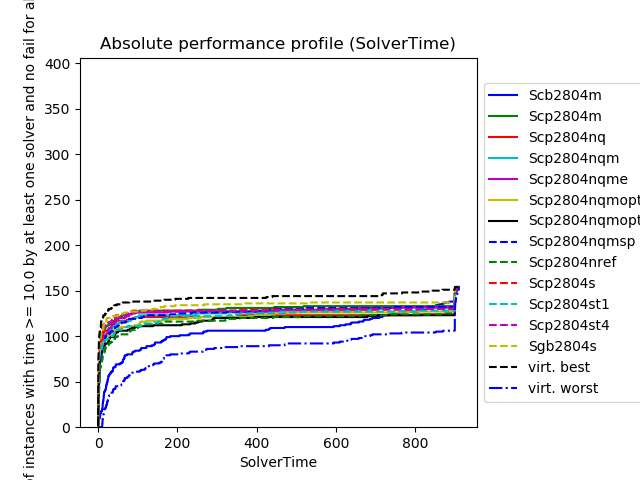 Absolute performance profile (SolverTime)
of instances with time >= 10.0 by at least one solver and no fail for
400
350
300
250
200
150
100
50
0
0 200 400 600 800
SolverTime
Scb2804m
Scp2804m
Scp2804nq
Scp2804nqm
Scp2804nqme
Scp2804nqmopt
Scp2804nqmopt
Scp2804nqmsp
Scp2804nref
Scp2804s
Scp2804st1
Scp2804st4
Sgb2804s
virt. best
virt. worst